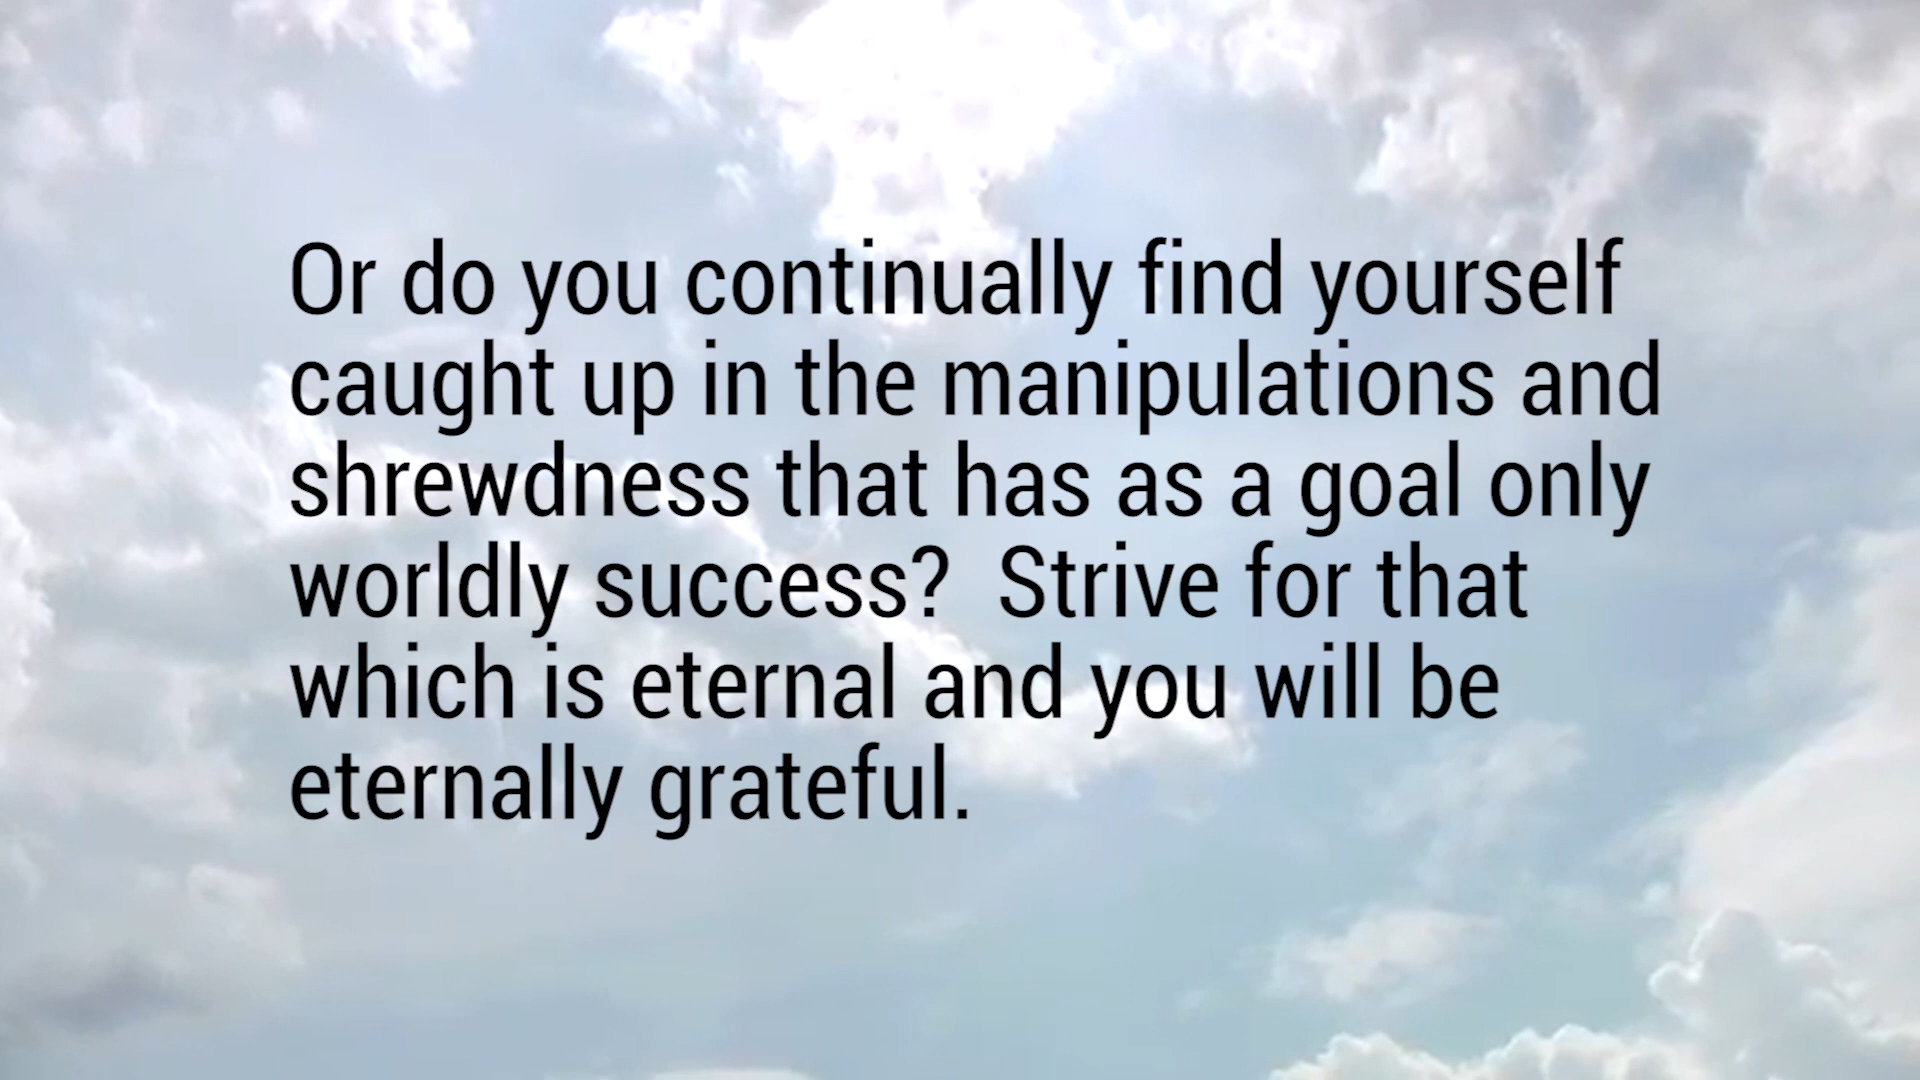 Or do you continually find yourself
caught up in the manipulations and
shrewdness that has as a goal only
worldly success?  Strive for that
which is eternal and you will be
eternally grateful.